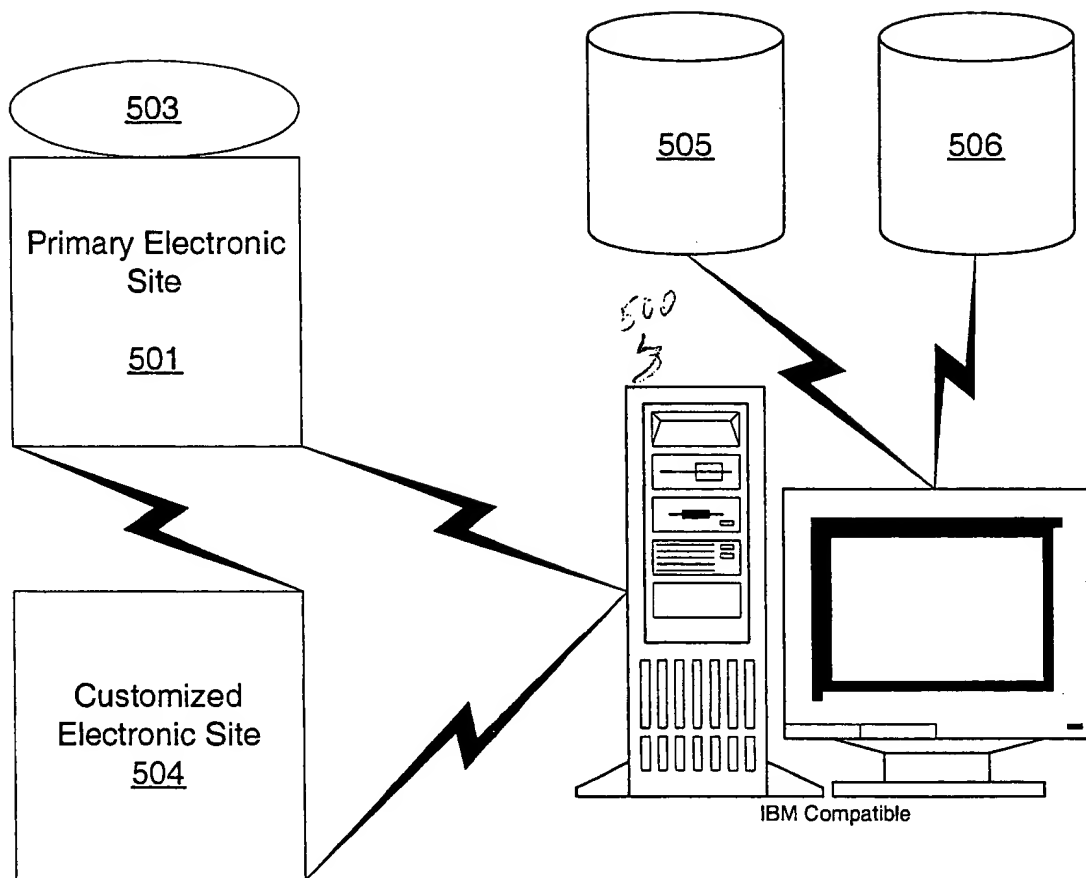 503
Primary Electronic
Site
501
505
506
500
Customized
Electronic Site
504
IBM Compatible